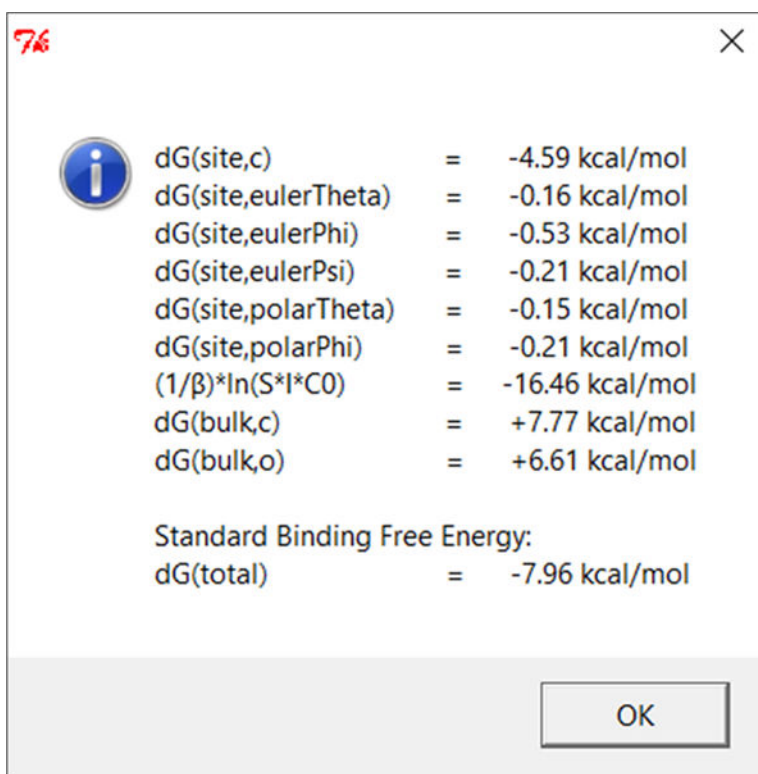 dG(site,c) = -4.59 kcal/mol
dG(site,eulerTheta) = -0.16 kcal/mol
dG(site,eulerPhi) = -0.53 kcal/mol
dG(site,eulerPsi) = -0.21 kcal/mol
dG(site,polarTheta) = -0.15 kcal/mol
dG(site,polarPhi) = -0.21 kcal/mol
(1/β)*ln(S*I*C0) = -16.46 kcal/mol
dG(bulk,c) = +7.77 kcal/mol
dG(bulk,o) = +6.61 kcal/mol
Standard Binding Free Energy:
dG(total) = -7.96 kcal/mol
OK